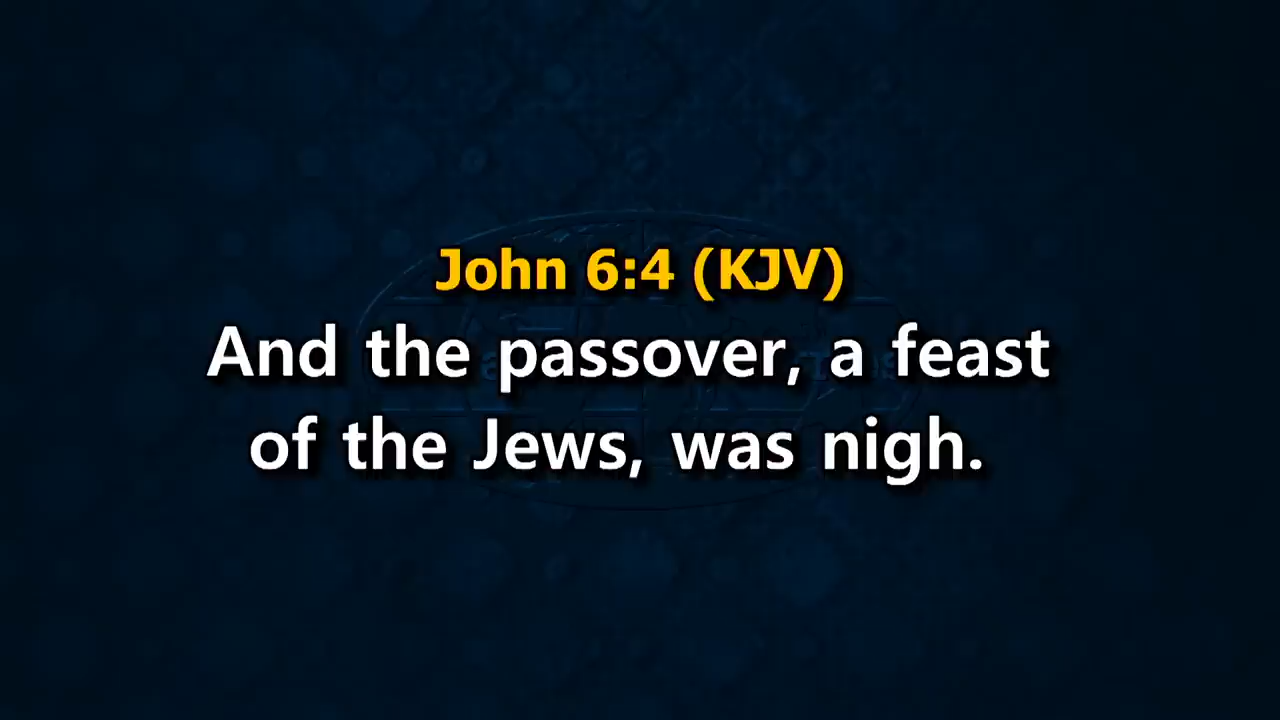 John 6:4 (KJV)
And the passover, a feast
of the Jews, was nigh.